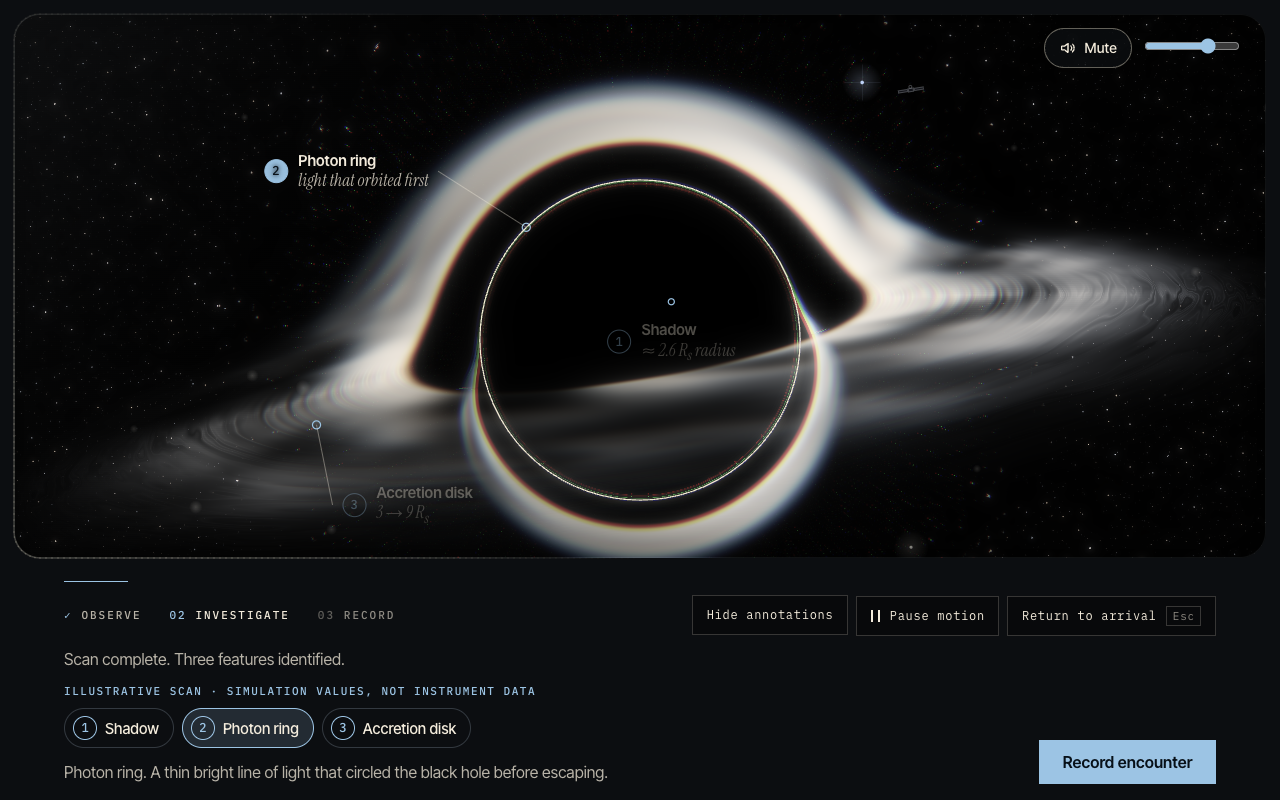 Mute
2 Photon ring
light that orbited first
1 Shadow
≈ 2.6 Rs radius
3 Accretion disk
3 → 9 Rs
✓ OBSERVE 02 INVESTIGATE 03 RECORD
Hide annotations Pause motion Return to arrival Esc
Scan complete. Three features identified.
ILLUSTRATIVE SCAN · SIMULATION VALUES, NOT INSTRUMENT DATA
1 Shadow 2 Photon ring 3 Accretion disk
Photon ring. A thin bright line of light that circled the black hole before escaping.
Record encounter